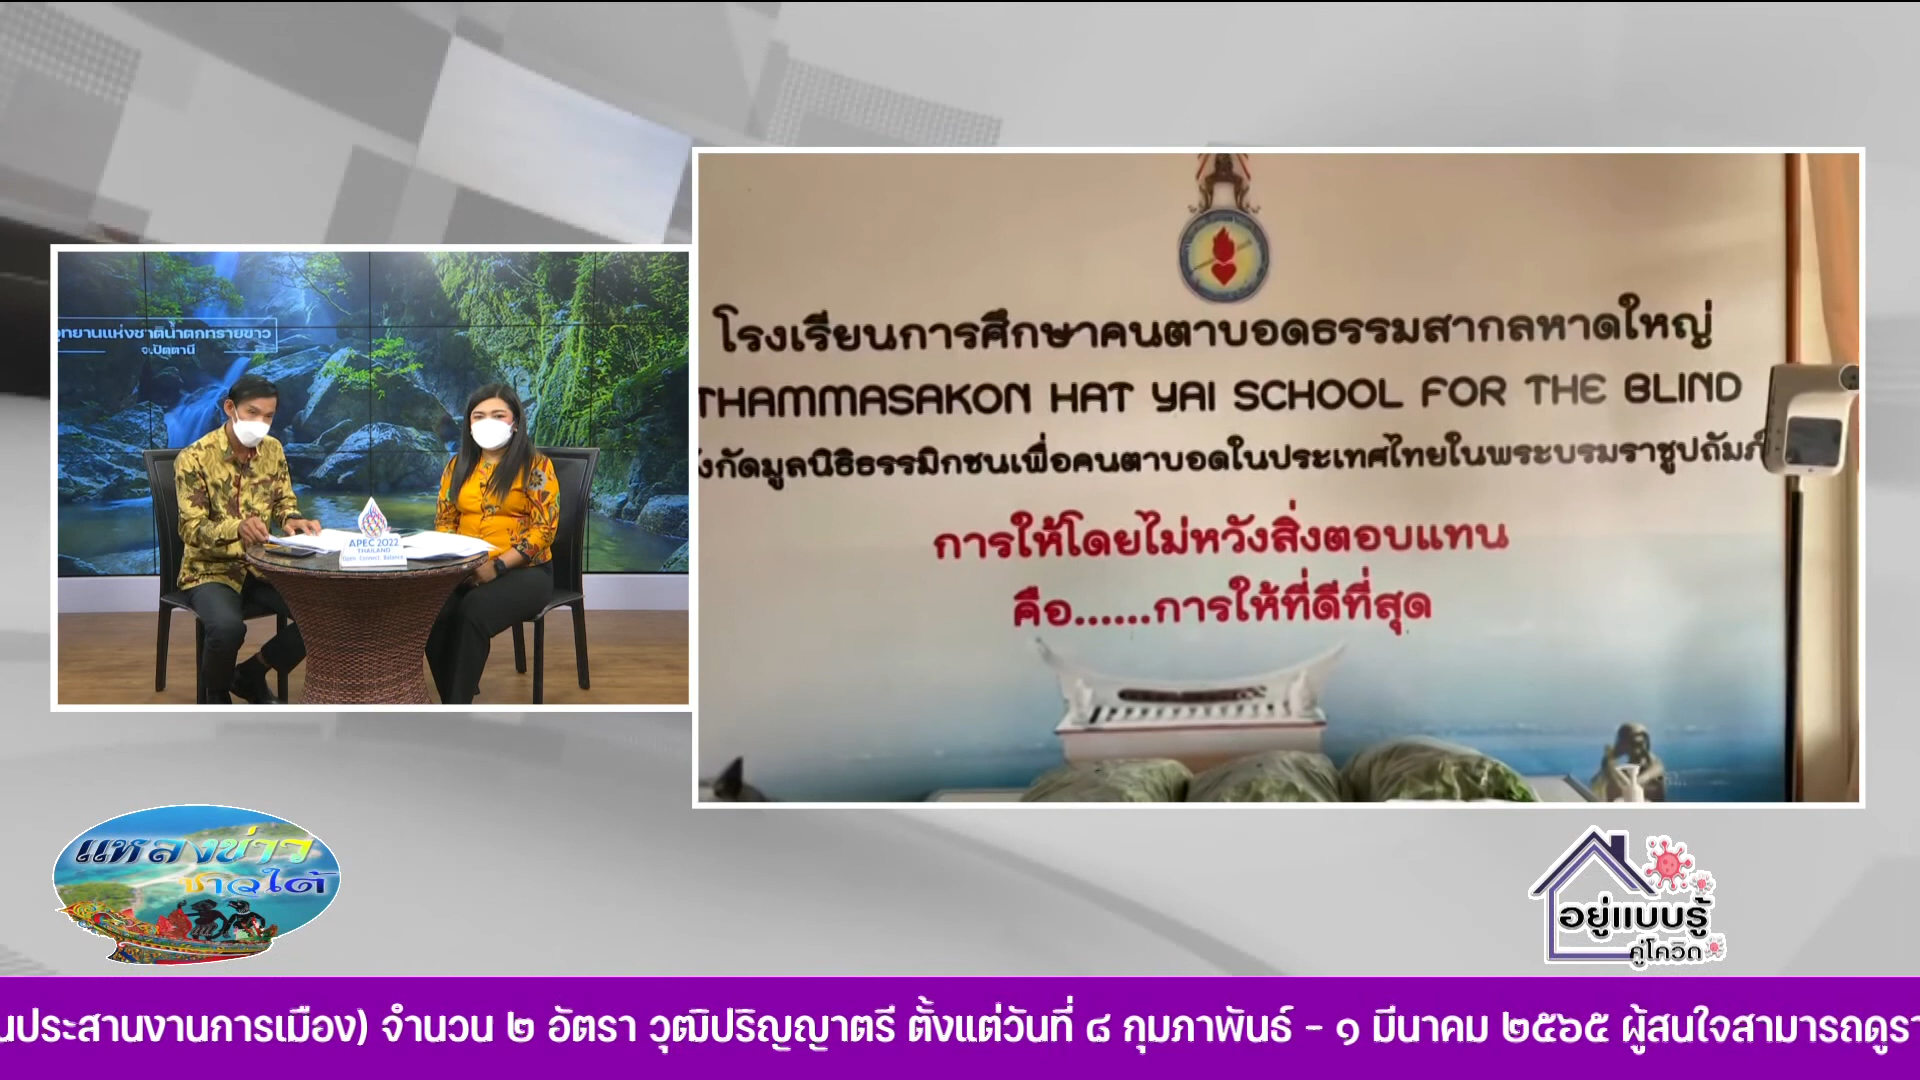 อุทยานแห่งชาติน้ำตกทรายขาว
จ.ปัตตานี
APEC 2022
THAILAND
Open. Connect. Balance.
โรงเรียนการศึกษาคนตาบอดธรรมสากลหาดใหญ่
THAMMASAKON HAT YAI SCHOOL FOR THE BLIND
ังกัดมูลนิธิธรรมิกชนเพื่อคนตาบอดในประเทศไทยในพระบรมราชูปถัมภ์
การให้โดยไม่หวังสิ่งตอบแทน
คือ......การให้ที่ดีที่สุด
แหลงข่าว
ชาวใต้
อยู่แบบรู้
คู่โควิด
นประสานงานการเมือง) จำนวน ๒ อัตรา วุฒิปริญญาตรี ตั้งแต่วันที่ ๘ กุมภาพันธ์ - ๑ มีนาคม ๒๕๖๕ ผู้สนใจสามารถดูรา